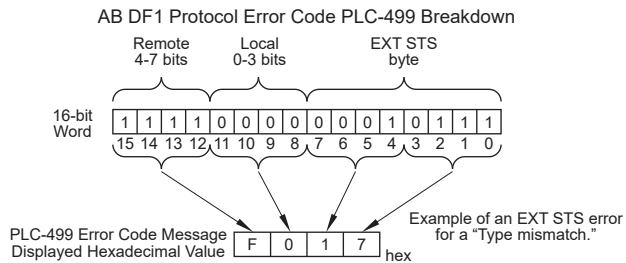 AB DF1 Protocol Error Code PLC-499 Breakdown
Remote
4-7 bits
Local
0-3 bits
EXT STS
byte
16-bit
Word
1 1 1 1 0 0 0 0 0 0 0 1 0 1 1 1
15 14 13 12 11 10 9 8 7 6 5 4 3 2 1 0
PLC-499 Error Code Message
Displayed Hexadecimal Value
F 0 1 7
hex
Example of an EXT STS error
for a “Type mismatch.”